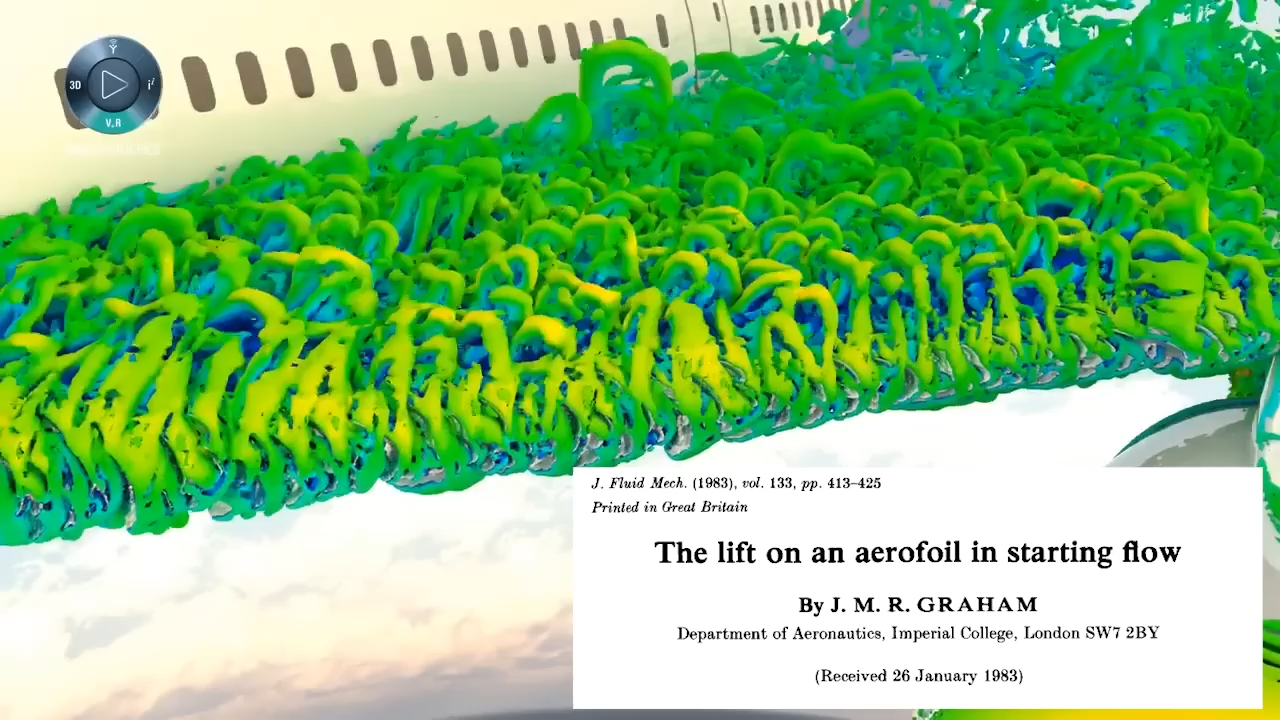 3D
i²
V.R
J. Fluid Mech. (1983), vol. 133, pp. 413–425
Printed in Great Britain
The lift on an aerofoil in starting flow
By J. M. R. GRAHAM
Department of Aeronautics, Imperial College, London SW7 2BY
(Received 26 January 1983)